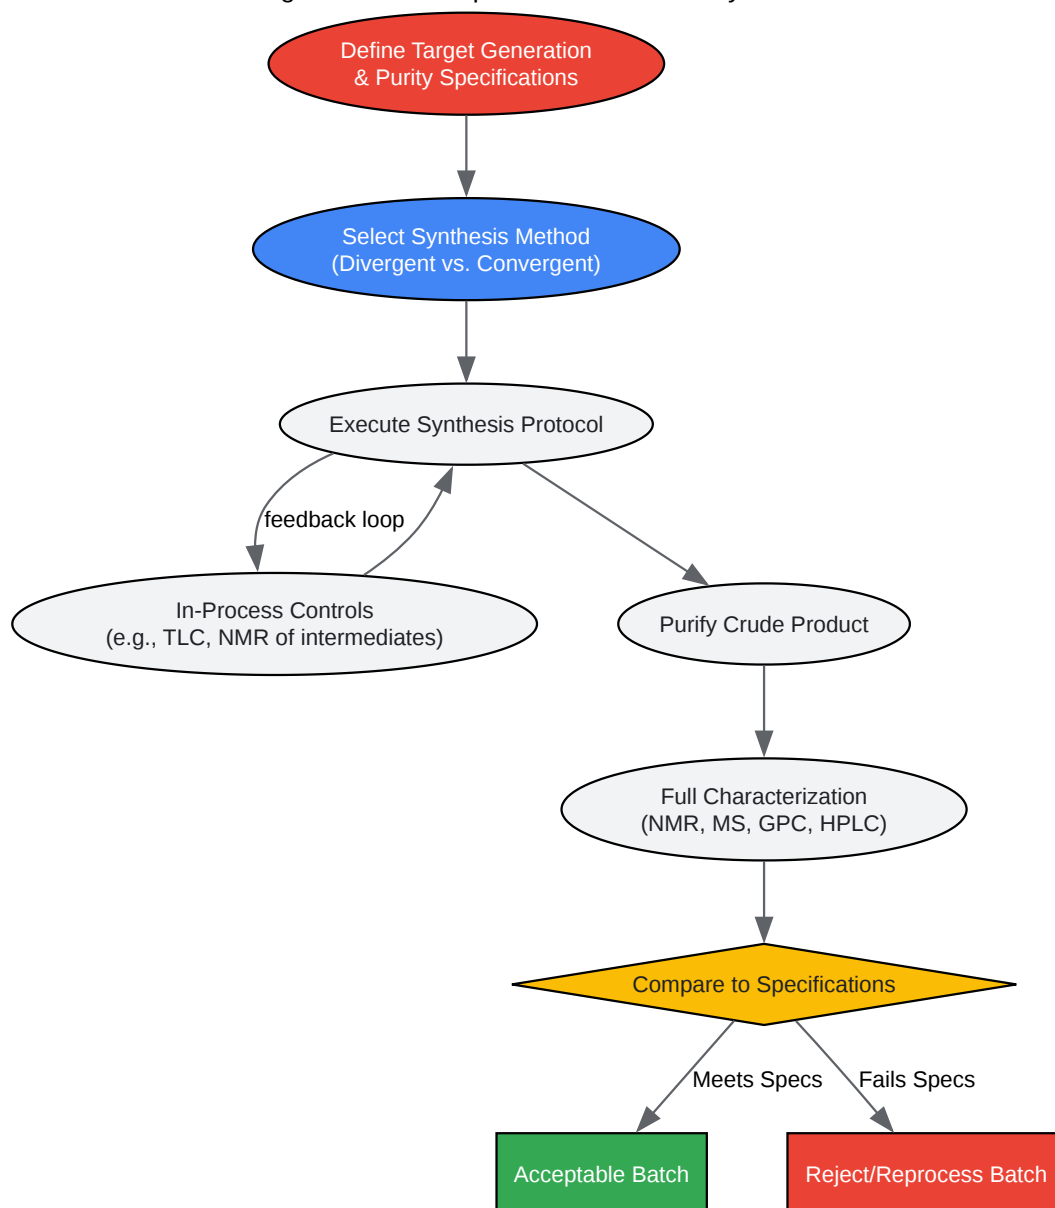 Define Target Generation
& Purity Specifications
Select Synthesis Method
(Divergent vs. Convergent)
Execute Synthesis Protocol
feedback loop
In-Process Controls
(e.g., TLC, NMR of intermediates)
Purify Crude Product
Full Characterization
(NMR, MS, GPC, HPLC)
Compare to Specifications
Meets Specs
Fails Specs
Acceptable Batch
Reject/Reprocess Batch